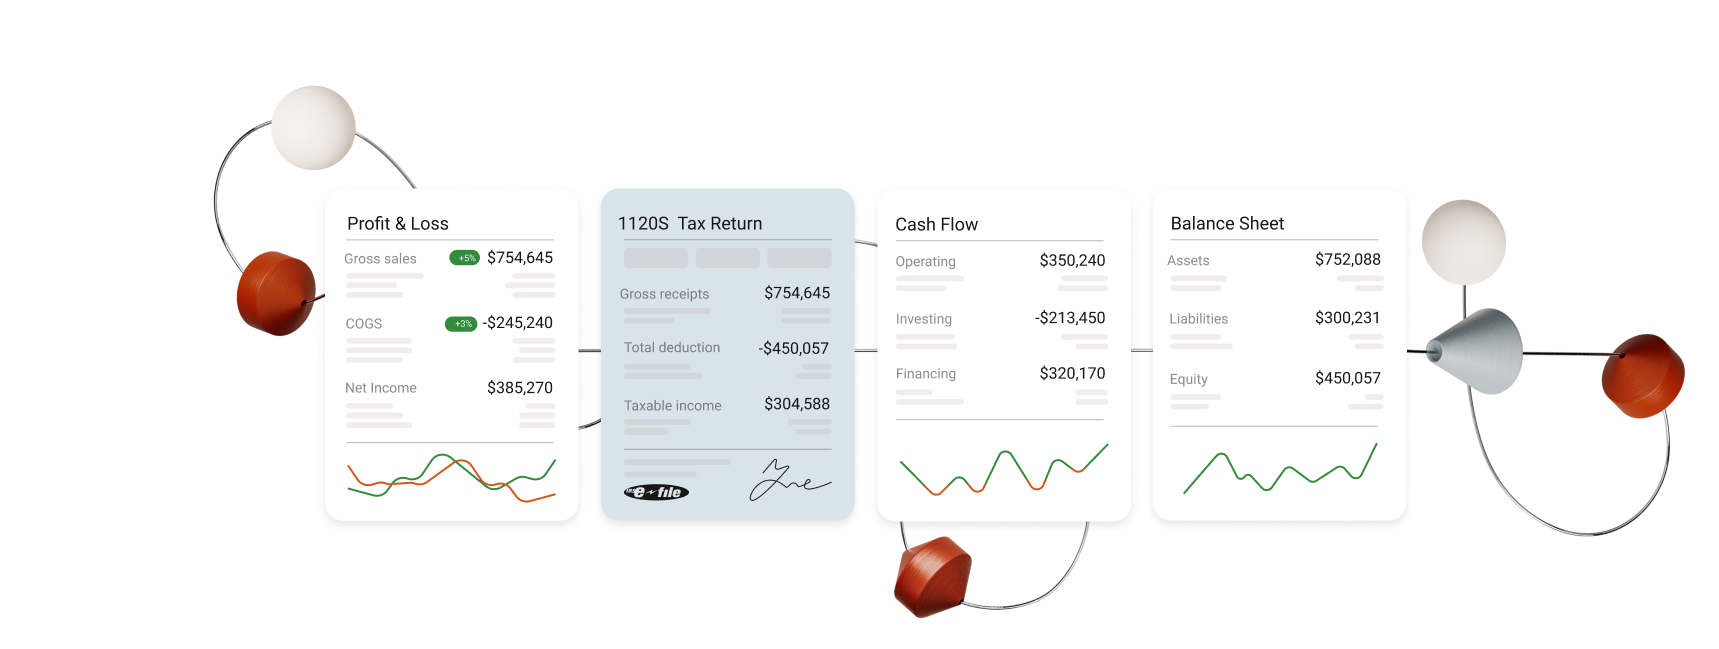 Profit & Loss
Gross sales +5% $754,645
COGS +3% -$245,240
Net Income $385,270
1120S Tax Return
Gross receipts $754,645
Total deduction -$450,057
Taxable income $304,588
e-file
Cash Flow
Operating $350,240
Investing -$213,450
Financing $320,170
Balance Sheet
Assets $752,088
Liabilities $300,231
Equity $450,057